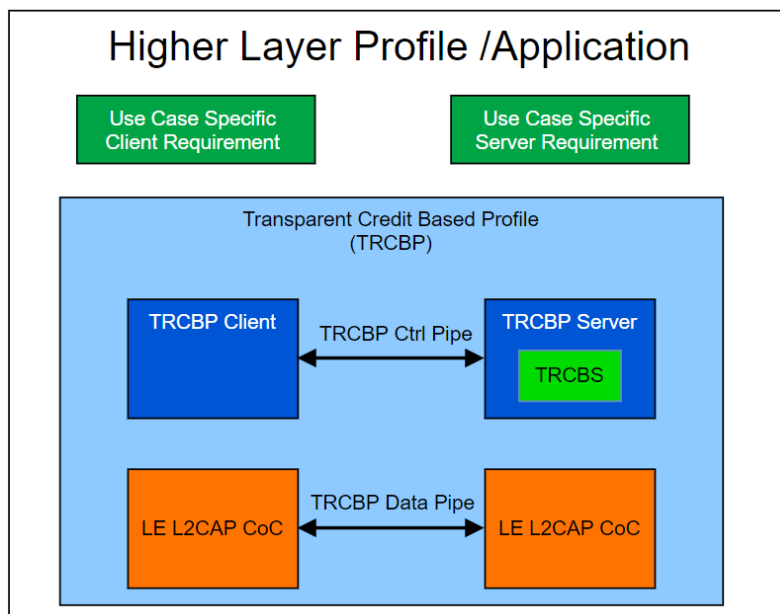 Higher Layer Profile /Application
Use Case Specific
Client Requirement
Use Case Specific
Server Requirement
Transparent Credit Based Profile
(TRCBP)
TRCBP Client
TRCBP Ctrl Pipe
TRCBP Server
TRCBS
LE L2CAP CoC
TRCBP Data Pipe
LE L2CAP CoC